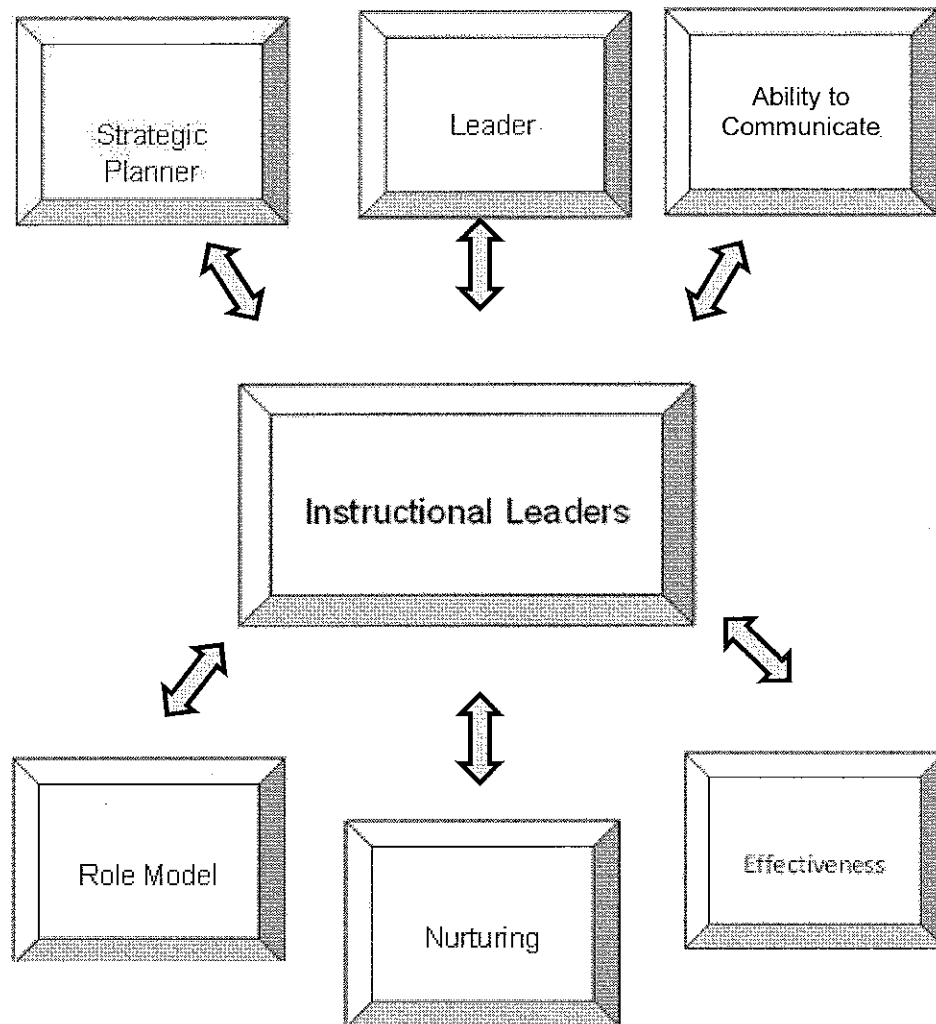 Strategic
Planner
Leader
Ability to
Communicate
Instructional Leaders
Role Model
Nurturing
Effectiveness